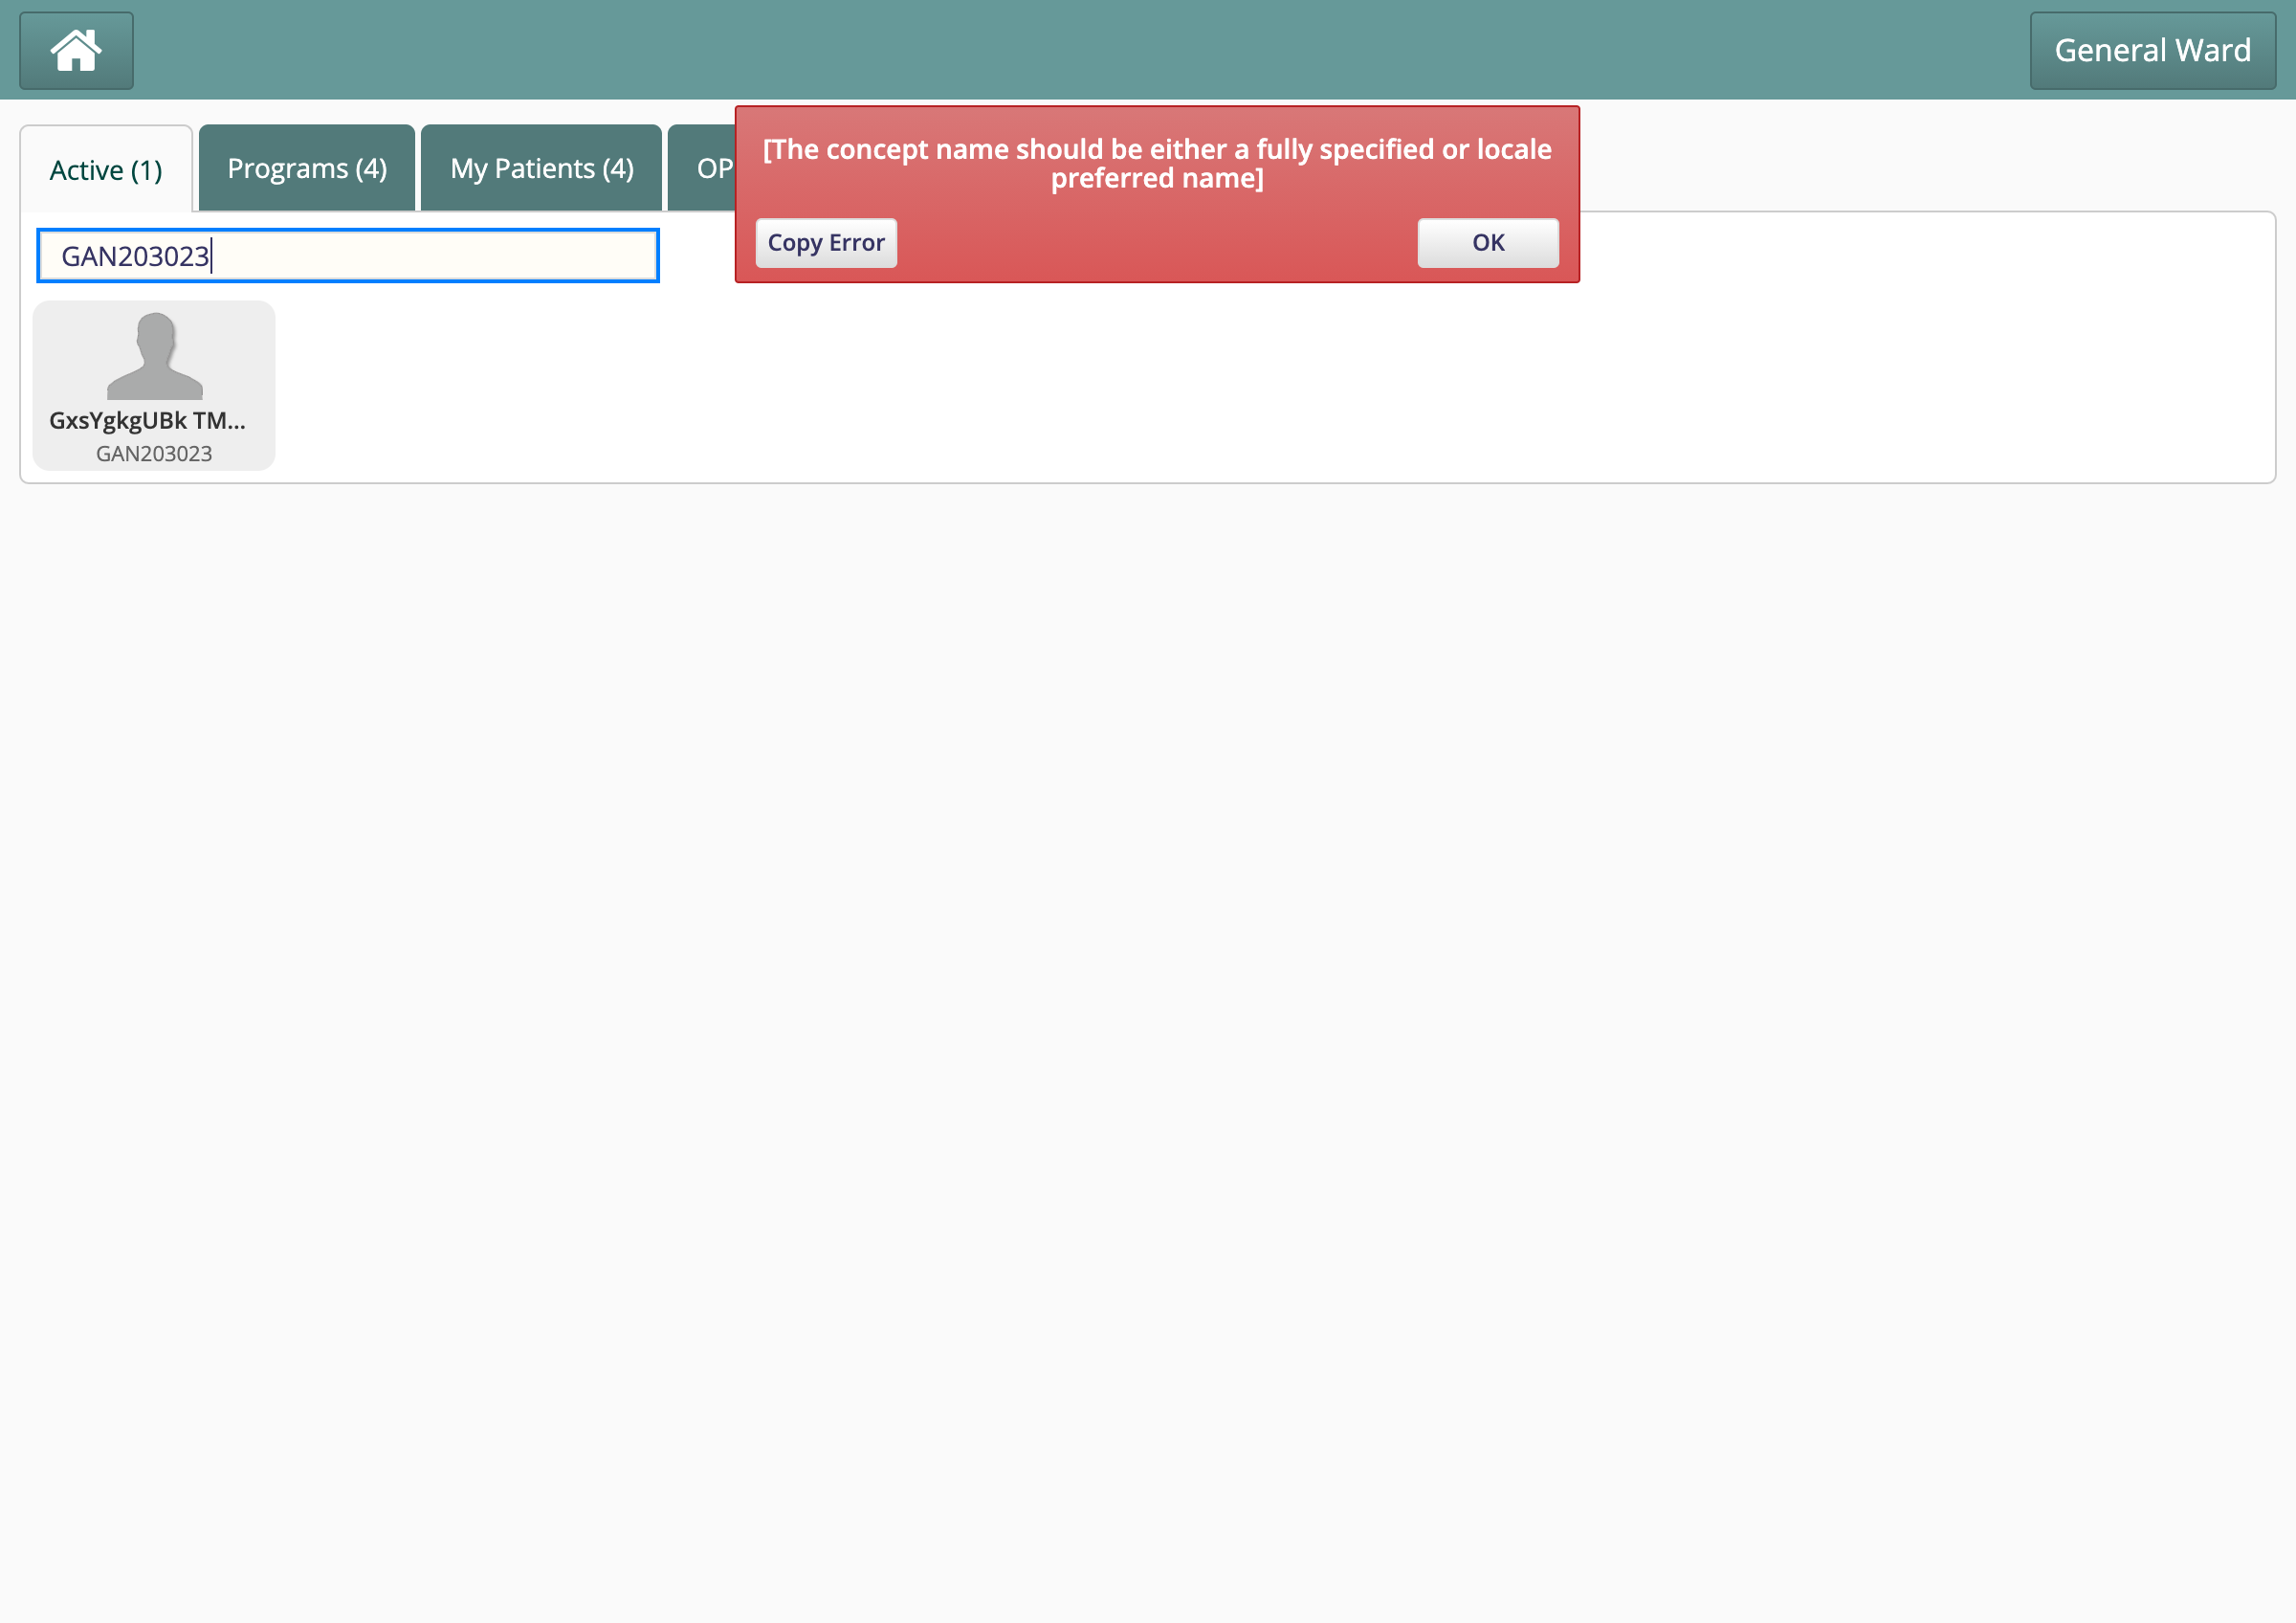 General Ward
Active (1)
Programs (4)
My Patients (4)
OP
[The concept name should be either a fully specified or locale
preferred name]
Copy Error
OK
GAN203023
GxsYgkgUBk TM...
GAN203023